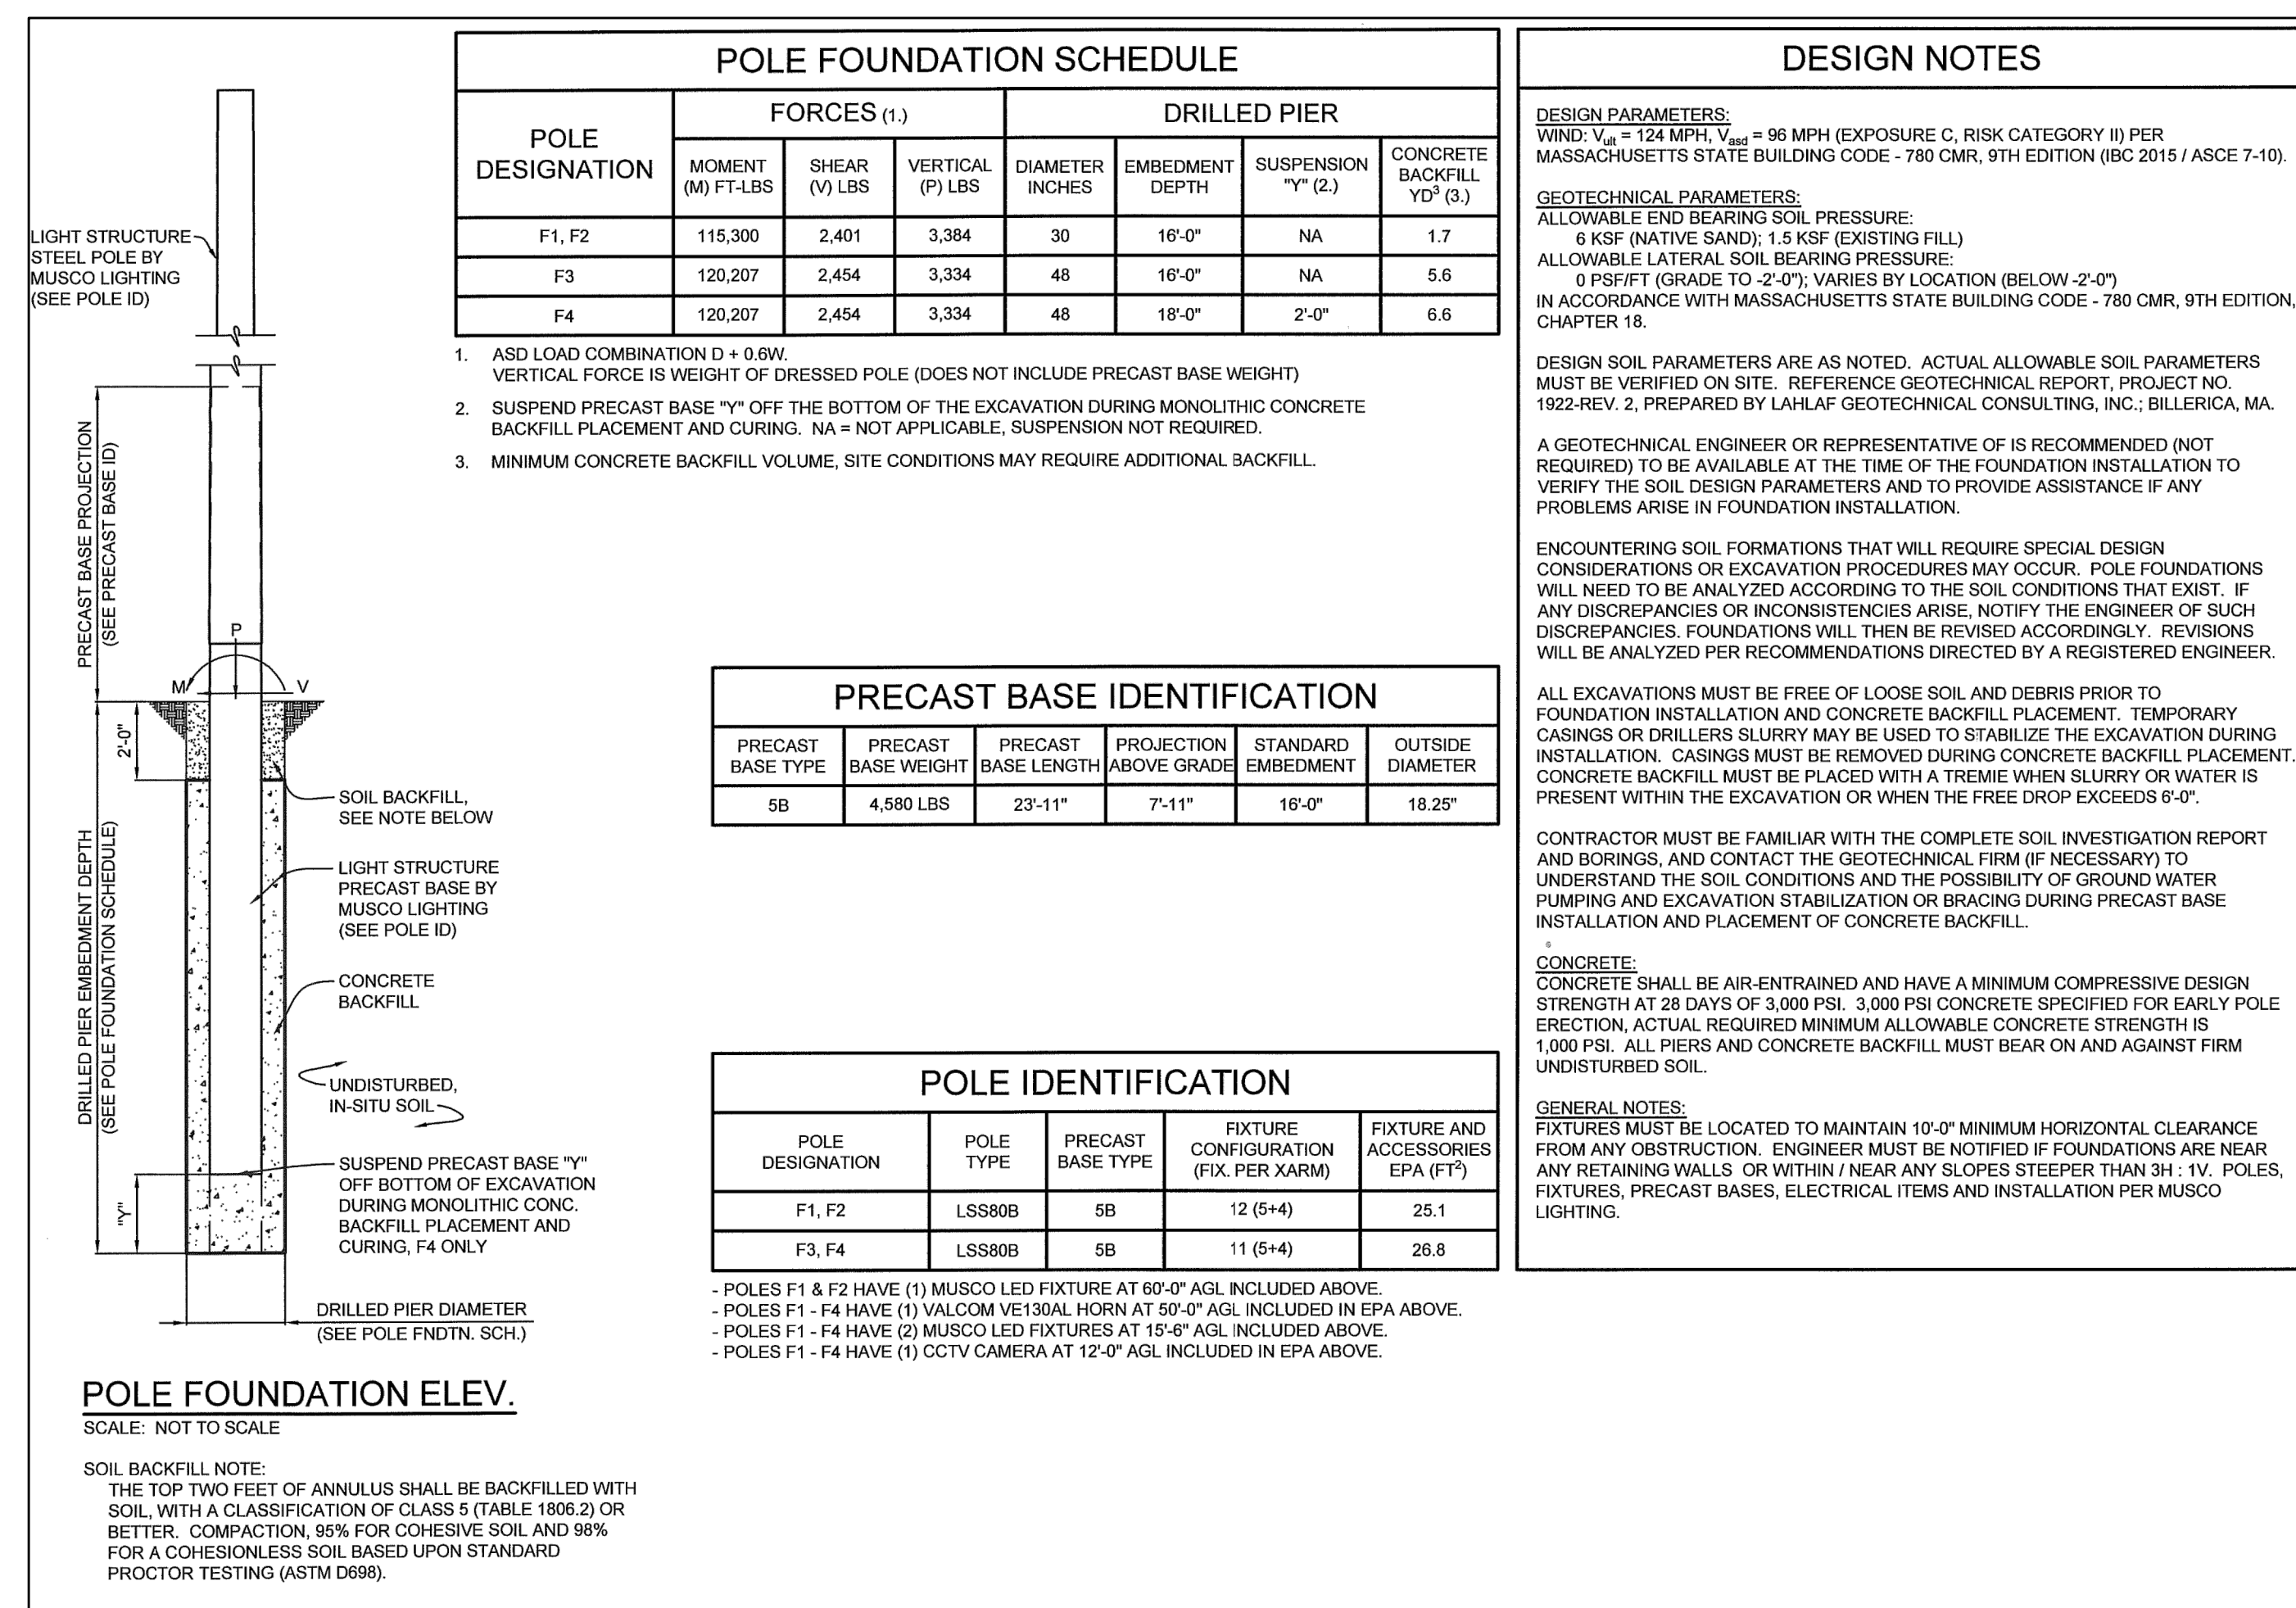 POLE FOUNDATION SCHEDULE
POLE DESIGNATION
FORCES (1.)
DRILLED PIER
MOMENT (M) FT-LBS
SHEAR (V) LBS
VERTICAL (P) LBS
DIAMETER INCHES
EMBEDMENT DEPTH
SUSPENSION "Y" (2.)
CONCRETE BACKFILL YD³ (3.)
F1, F2 115,300 2,401 3,384 30 16'-0" NA 1.7
F3 120,207 2,454 3,334 48 16'-0" NA 5.6
F4 120,207 2,454 3,334 48 18'-0" 2'-0" 6.6
1. ASD LOAD COMBINATION D + 0.6W.
VERTICAL FORCE IS WEIGHT OF DRESSED POLE (DOES NOT INCLUDE PRECAST BASE WEIGHT)
2. SUSPEND PRECAST BASE "Y" OFF THE BOTTOM OF THE EXCAVATION DURING MONOLITHIC CONCRETE
BACKFILL PLACEMENT AND CURING. NA = NOT APPLICABLE, SUSPENSION NOT REQUIRED.
3. MINIMUM CONCRETE BACKFILL VOLUME, SITE CONDITIONS MAY REQUIRE ADDITIONAL BACKFILL.
LIGHT STRUCTURE
STEEL POLE BY
MUSCO LIGHTING
(SEE POLE ID)
PRECAST BASE PROJECTION
(SEE PRECAST BASE ID)
P
M
V
2'-0"
DRILLED PIER EMBEDMENT DEPTH
(SEE POLE FOUNDATION SCHEDULE)
SOIL BACKFILL,
SEE NOTE BELOW
LIGHT STRUCTURE
PRECAST BASE BY
MUSCO LIGHTING
(SEE POLE ID)
CONCRETE
BACKFILL
UNDISTURBED,
IN-SITU SOIL
SUSPEND PRECAST BASE "Y"
OFF BOTTOM OF EXCAVATION
DURING MONOLITHIC CONC.
BACKFILL PLACEMENT AND
CURING, F4 ONLY
"Y"
DRILLED PIER DIAMETER
(SEE POLE FNDTN. SCH.)
POLE FOUNDATION ELEV.
SCALE: NOT TO SCALE
SOIL BACKFILL NOTE:
THE TOP TWO FEET OF ANNULUS SHALL BE BACKFILLED WITH
SOIL, WITH A CLASSIFICATION OF CLASS 5 (TABLE 1806.2) OR
BETTER. COMPACTION, 95% FOR COHESIVE SOIL AND 98%
FOR A COHESIONLESS SOIL BASED UPON STANDARD
PROCTOR TESTING (ASTM D698).
PRECAST BASE IDENTIFICATION
PRECAST BASE TYPE
PRECAST BASE WEIGHT
PRECAST BASE LENGTH
PROJECTION ABOVE GRADE
STANDARD EMBEDMENT
OUTSIDE DIAMETER
5B 4,580 LBS 23'-11" 7'-11" 16'-0" 18.25"
POLE IDENTIFICATION
POLE DESIGNATION
POLE TYPE
PRECAST BASE TYPE
FIXTURE CONFIGURATION (FIX. PER XARM)
FIXTURE AND ACCESSORIES EPA (FT²)
F1, F2 LSS80B 5B 12 (5+4) 25.1
F3, F4 LSS80B 5B 11 (5+4) 26.8
- POLES F1 & F2 HAVE (1) MUSCO LED FIXTURE AT 60'-0" AGL INCLUDED ABOVE.
- POLES F1 - F4 HAVE (1) VALCOM VE130AL HORN AT 50'-0" AGL INCLUDED IN EPA ABOVE.
- POLES F1 - F4 HAVE (2) MUSCO LED FIXTURES AT 15'-6" AGL INCLUDED ABOVE.
- POLES F1 - F4 HAVE (1) CCTV CAMERA AT 12'-0" AGL INCLUDED IN EPA ABOVE.
DESIGN NOTES
DESIGN PARAMETERS:
WIND: Vult = 124 MPH, Vasd = 96 MPH (EXPOSURE C, RISK CATEGORY II) PER
MASSACHUSETTS STATE BUILDING CODE - 780 CMR, 9TH EDITION (IBC 2015 / ASCE 7-10).
GEOTECHNICAL PARAMETERS:
ALLOWABLE END BEARING SOIL PRESSURE:
6 KSF (NATIVE SAND); 1.5 KSF (EXISTING FILL)
ALLOWABLE LATERAL SOIL BEARING PRESSURE:
0 PSF/FT (GRADE TO -2'-0"); VARIES BY LOCATION (BELOW -2'-0")
IN ACCORDANCE WITH MASSACHUSETTS STATE BUILDING CODE - 780 CMR, 9TH EDITION,
CHAPTER 18.
DESIGN SOIL PARAMETERS ARE AS NOTED. ACTUAL ALLOWABLE SOIL PARAMETERS
MUST BE VERIFIED ON SITE. REFERENCE GEOTECHNICAL REPORT, PROJECT NO.
1922-REV. 2, PREPARED BY LAHLAF GEOTECHNICAL CONSULTING, INC.; BILLERICA, MA.
A GEOTECHNICAL ENGINEER OR REPRESENTATIVE OF IS RECOMMENDED (NOT
REQUIRED) TO BE AVAILABLE AT THE TIME OF THE FOUNDATION INSTALLATION TO
VERIFY THE SOIL DESIGN PARAMETERS AND TO PROVIDE ASSISTANCE IF ANY
PROBLEMS ARISE IN FOUNDATION INSTALLATION.
ENCOUNTERING SOIL FORMATIONS THAT WILL REQUIRE SPECIAL DESIGN
CONSIDERATIONS OR EXCAVATION PROCEDURES MAY OCCUR. POLE FOUNDATIONS
WILL NEED TO BE ANALYZED ACCORDING TO THE SOIL CONDITIONS THAT EXIST. IF
ANY DISCREPANCIES OR INCONSISTENCIES ARISE, NOTIFY THE ENGINEER OF SUCH
DISCREPANCIES. FOUNDATIONS WILL THEN BE REVISED ACCORDINGLY. REVISIONS
WILL BE ANALYZED PER RECOMMENDATIONS DIRECTED BY A REGISTERED ENGINEER.
ALL EXCAVATIONS MUST BE FREE OF LOOSE SOIL AND DEBRIS PRIOR TO
FOUNDATION INSTALLATION AND CONCRETE BACKFILL PLACEMENT. TEMPORARY
CASINGS OR DRILLERS SLURRY MAY BE USED TO STABILIZE THE EXCAVATION DURING
INSTALLATION. CASINGS MUST BE REMOVED DURING CONCRETE BACKFILL PLACEMENT.
CONCRETE BACKFILL MUST BE PLACED WITH A TREMIE WHEN SLURRY OR WATER IS
PRESENT WITHIN THE EXCAVATION OR WHEN THE FREE DROP EXCEEDS 6'-0".
CONTRACTOR MUST BE FAMILIAR WITH THE COMPLETE SOIL INVESTIGATION REPORT
AND BORINGS, AND CONTACT THE GEOTECHNICAL FIRM (IF NECESSARY) TO
UNDERSTAND THE SOIL CONDITIONS AND THE POSSIBILITY OF GROUND WATER
PUMPING AND EXCAVATION STABILIZATION OR BRACING DURING PRECAST BASE
INSTALLATION AND PLACEMENT OF CONCRETE BACKFILL.
CONCRETE:
CONCRETE SHALL BE AIR-ENTRAINED AND HAVE A MINIMUM COMPRESSIVE DESIGN
STRENGTH AT 28 DAYS OF 3,000 PSI. 3,000 PSI CONCRETE SPECIFIED FOR EARLY POLE
ERECTION, ACTUAL REQUIRED MINIMUM ALLOWABLE CONCRETE STRENGTH IS
1,000 PSI. ALL PIERS AND CONCRETE BACKFILL MUST BEAR ON AND AGAINST FIRM
UNDISTURBED SOIL.
GENERAL NOTES:
FIXTURES MUST BE LOCATED TO MAINTAIN 10'-0" MINIMUM HORIZONTAL CLEARANCE
FROM ANY OBSTRUCTION. ENGINEER MUST BE NOTIFIED IF FOUNDATIONS ARE NEAR
ANY RETAINING WALLS OR WITHIN / NEAR ANY SLOPES STEEPER THAN 3H : 1V. POLES,
FIXTURES, PRECAST BASES, ELECTRICAL ITEMS AND INSTALLATION PER MUSCO
LIGHTING.